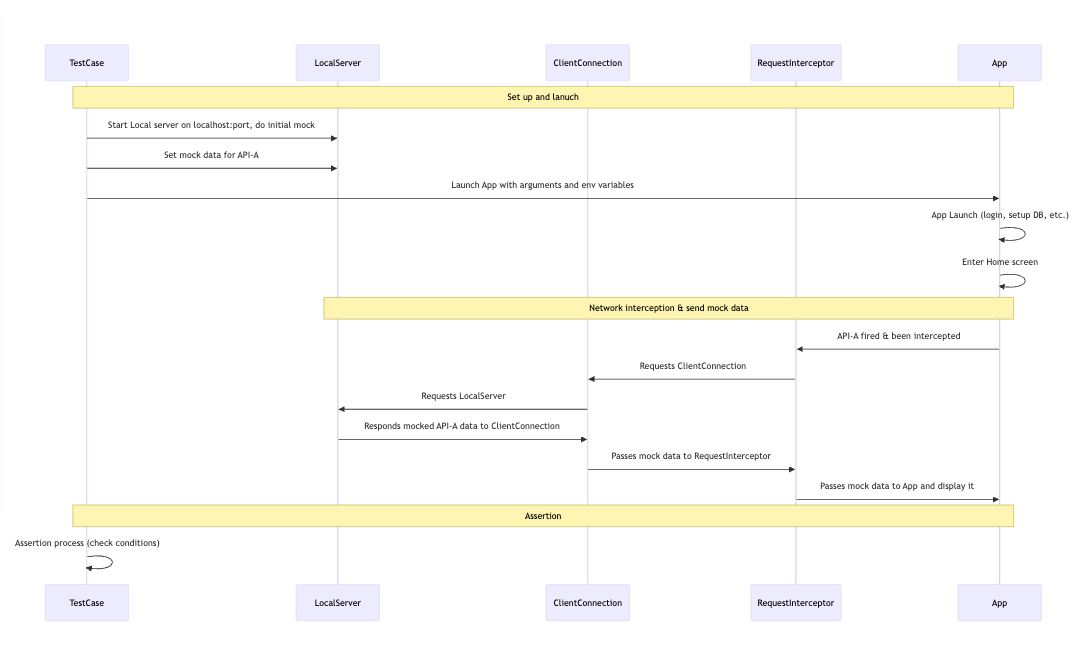 TestCase
LocalServer
ClientConnection
RequestInterceptor
App
Set up and lanuch
Start Local server on localhost:port, do initial mock
Set mock data for API-A
Launch App with arguments and env variables
App Launch (login, setup DB, etc.)
Enter Home screen
Network interception & send mock data
API-A fired & been intercepted
Requests ClientConnection
Requests LocalServer
Responds mocked API-A data to ClientConnection
Passes mock data to RequestInterceptor
Passes mock data to App and display it
Assertion
Assertion process (check conditions)
TestCase
LocalServer
ClientConnection
RequestInterceptor
App